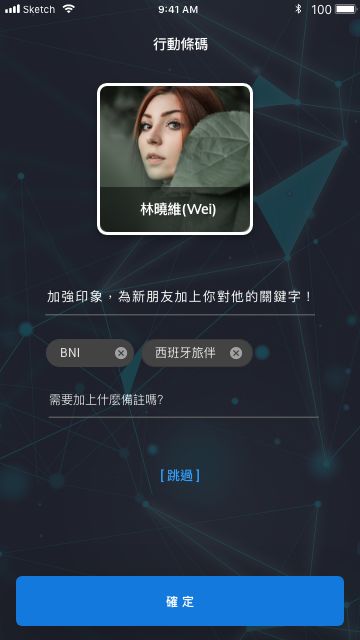 Sketch 9:41 AM 100
行動條碼
林曉維(Wei)
加強印象，為新朋友加上你對他的關鍵字！
BNI 西班牙旅伴
需要加上什麼備註嗎?
[ 跳過 ]
確定